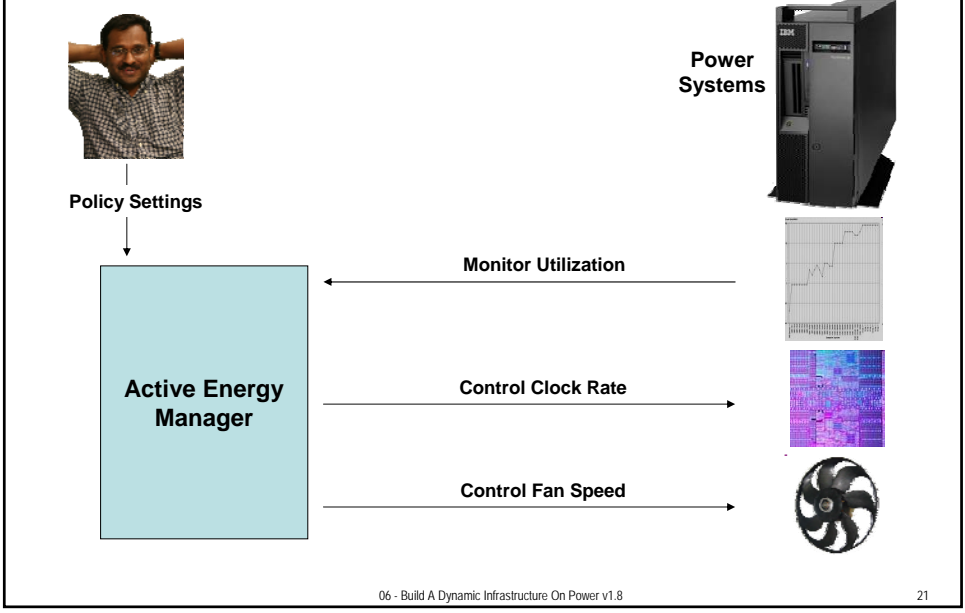 IBM
Power
Systems
Policy Settings
Monitor Utilization
Active Energy
Manager
Control Clock Rate
Control Fan Speed
06 - Build A Dynamic Infrastructure On Power v1.8
21